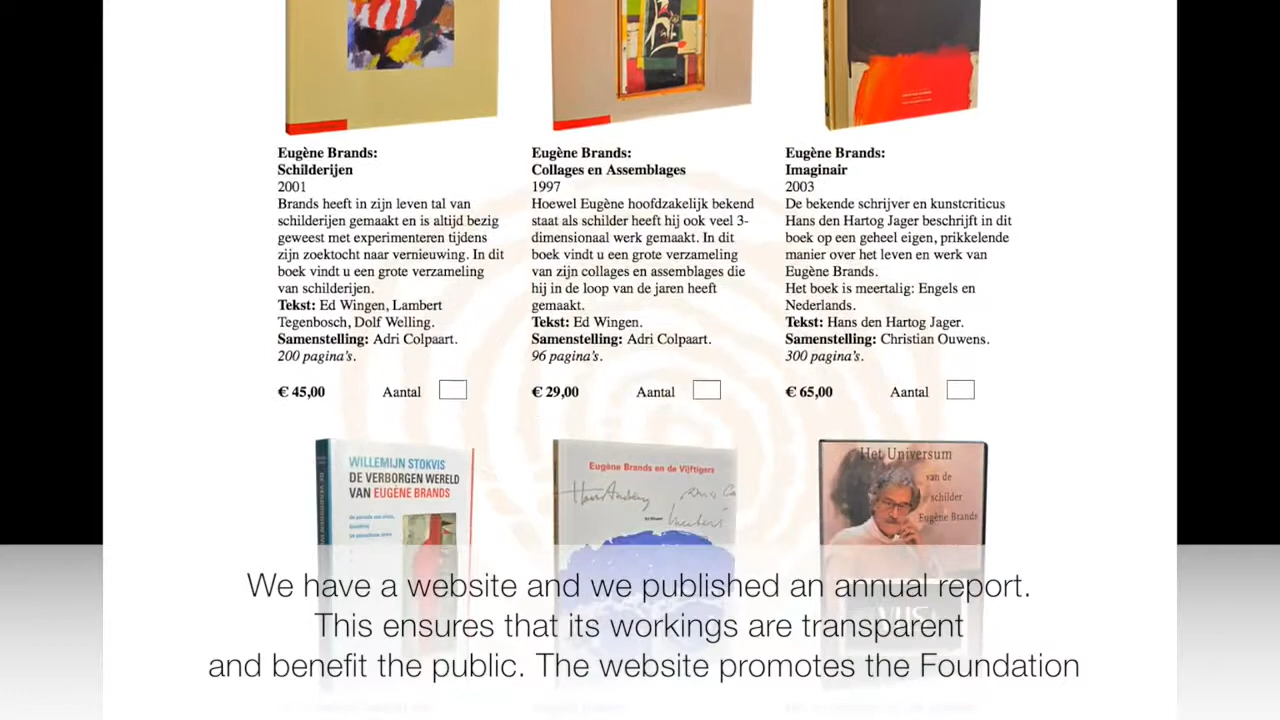 Eugène Brands:
Schilderijen
2001
Brands heeft in zijn leven tal van
schilderijen gemaakt en is altijd bezig
geweest met experimenteren tijdens
zijn zoektocht naar vernieuwing. In dit
boek vindt u een grote verzameling
van schilderijen.
Tekst: Ed Wingen, Lambert
Tegenbosch, Dolf Welling.
Samenstelling: Adri Colpaart.
200 pagina's.
€ 45,00 Aantal
Eugène Brands:
Collages en Assemblages
1997
Hoewel Eugène hoofdzakelijk bekend
staat als schilder heeft hij ook veel 3-
dimensionaal werk gemaakt. In dit
boek vindt u een grote verzameling
van zijn collages en assemblages die
hij in de loop van de jaren heeft
gemaakt.
Tekst: Ed Wingen.
Samenstelling: Adri Colpaart.
96 pagina's.
€ 29,00 Aantal
Eugène Brands:
Imaginair
2003
De bekende schrijver en kunstcriticus
Hans den Hartog Jager beschrijft in dit
boek op een geheel eigen, prikkelende
manier over het leven en werk van
Eugène Brands.
Het boek is meertalig: Engels en
Nederlands.
Tekst: Hans den Hartog Jager.
Samenstelling: Christian Ouwens.
300 pagina's.
€ 65,00 Aantal
WILLEMIJN STOKVIS
DE VERBORGEN WERELD
VAN EUGÈNE BRANDS
Eugène Brands en de Vijftigers
Het Universum
van de
schilder
Eugène Brands
VHS
We have a website and we published an annual report.
This ensures that its workings are transparent
and benefit the public. The website promotes the Foundation